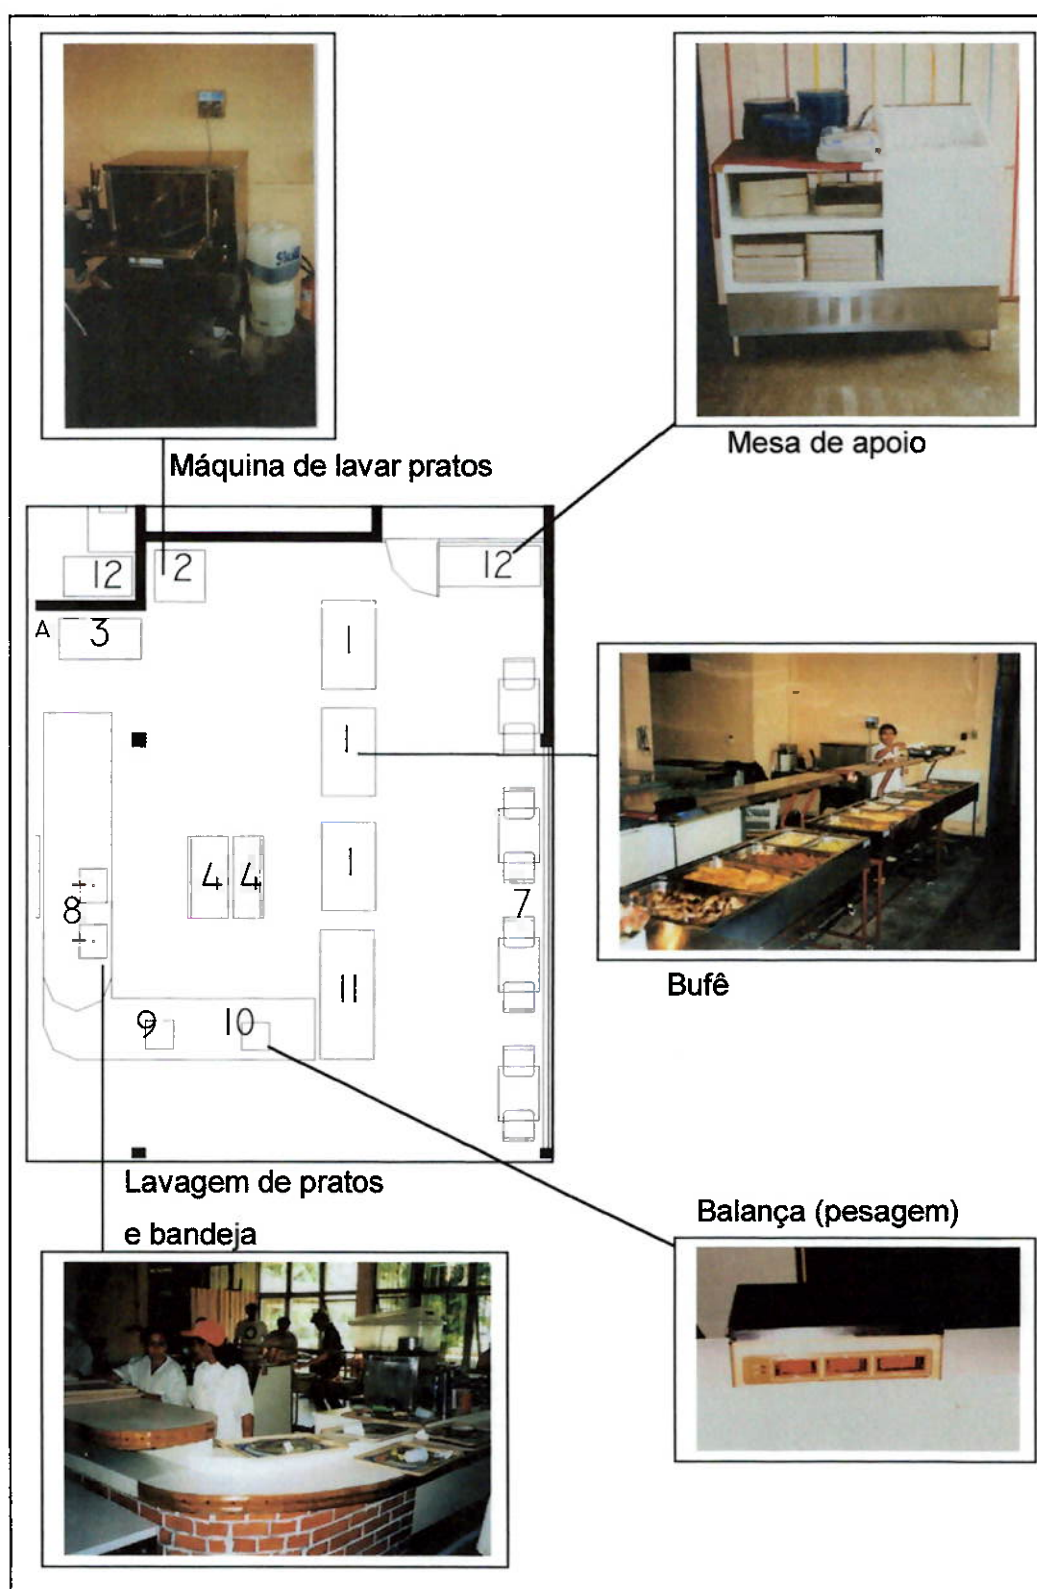 Máquina de lavar pratos
Mesa de apoio
12
2
12
A
3
1
1
1
4
4
7
8
11
9
10
Bufê
Lavagem de pratos
e bandeja
Balança (pesagem)